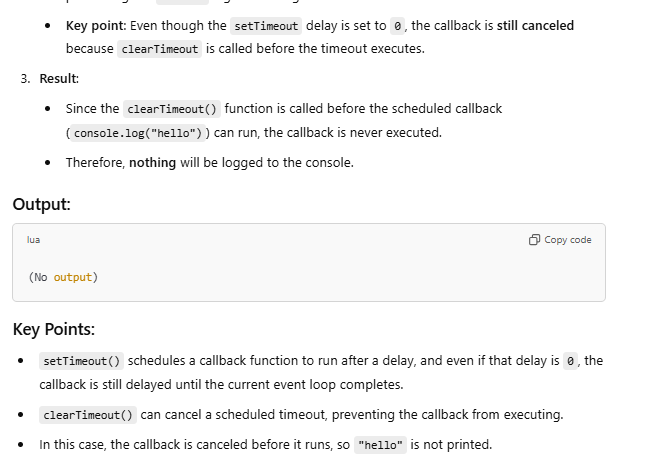 Key point: Even though the setTimeout delay is set to 0, the callback is still canceled
because clearTimeout is called before the timeout executes.
3. Result:
Since the clearTimeout() function is called before the scheduled callback
(console.log("hello")) can run, the callback is never executed.
Therefore, nothing will be logged to the console.
Output:
lua
Copy code
(No output)
Key Points:
setTimeout() schedules a callback function to run after a delay, and even if that delay is 0, the
callback is still delayed until the current event loop completes.
clearTimeout() can cancel a scheduled timeout, preventing the callback from executing.
In this case, the callback is canceled before it runs, so "hello" is not printed.